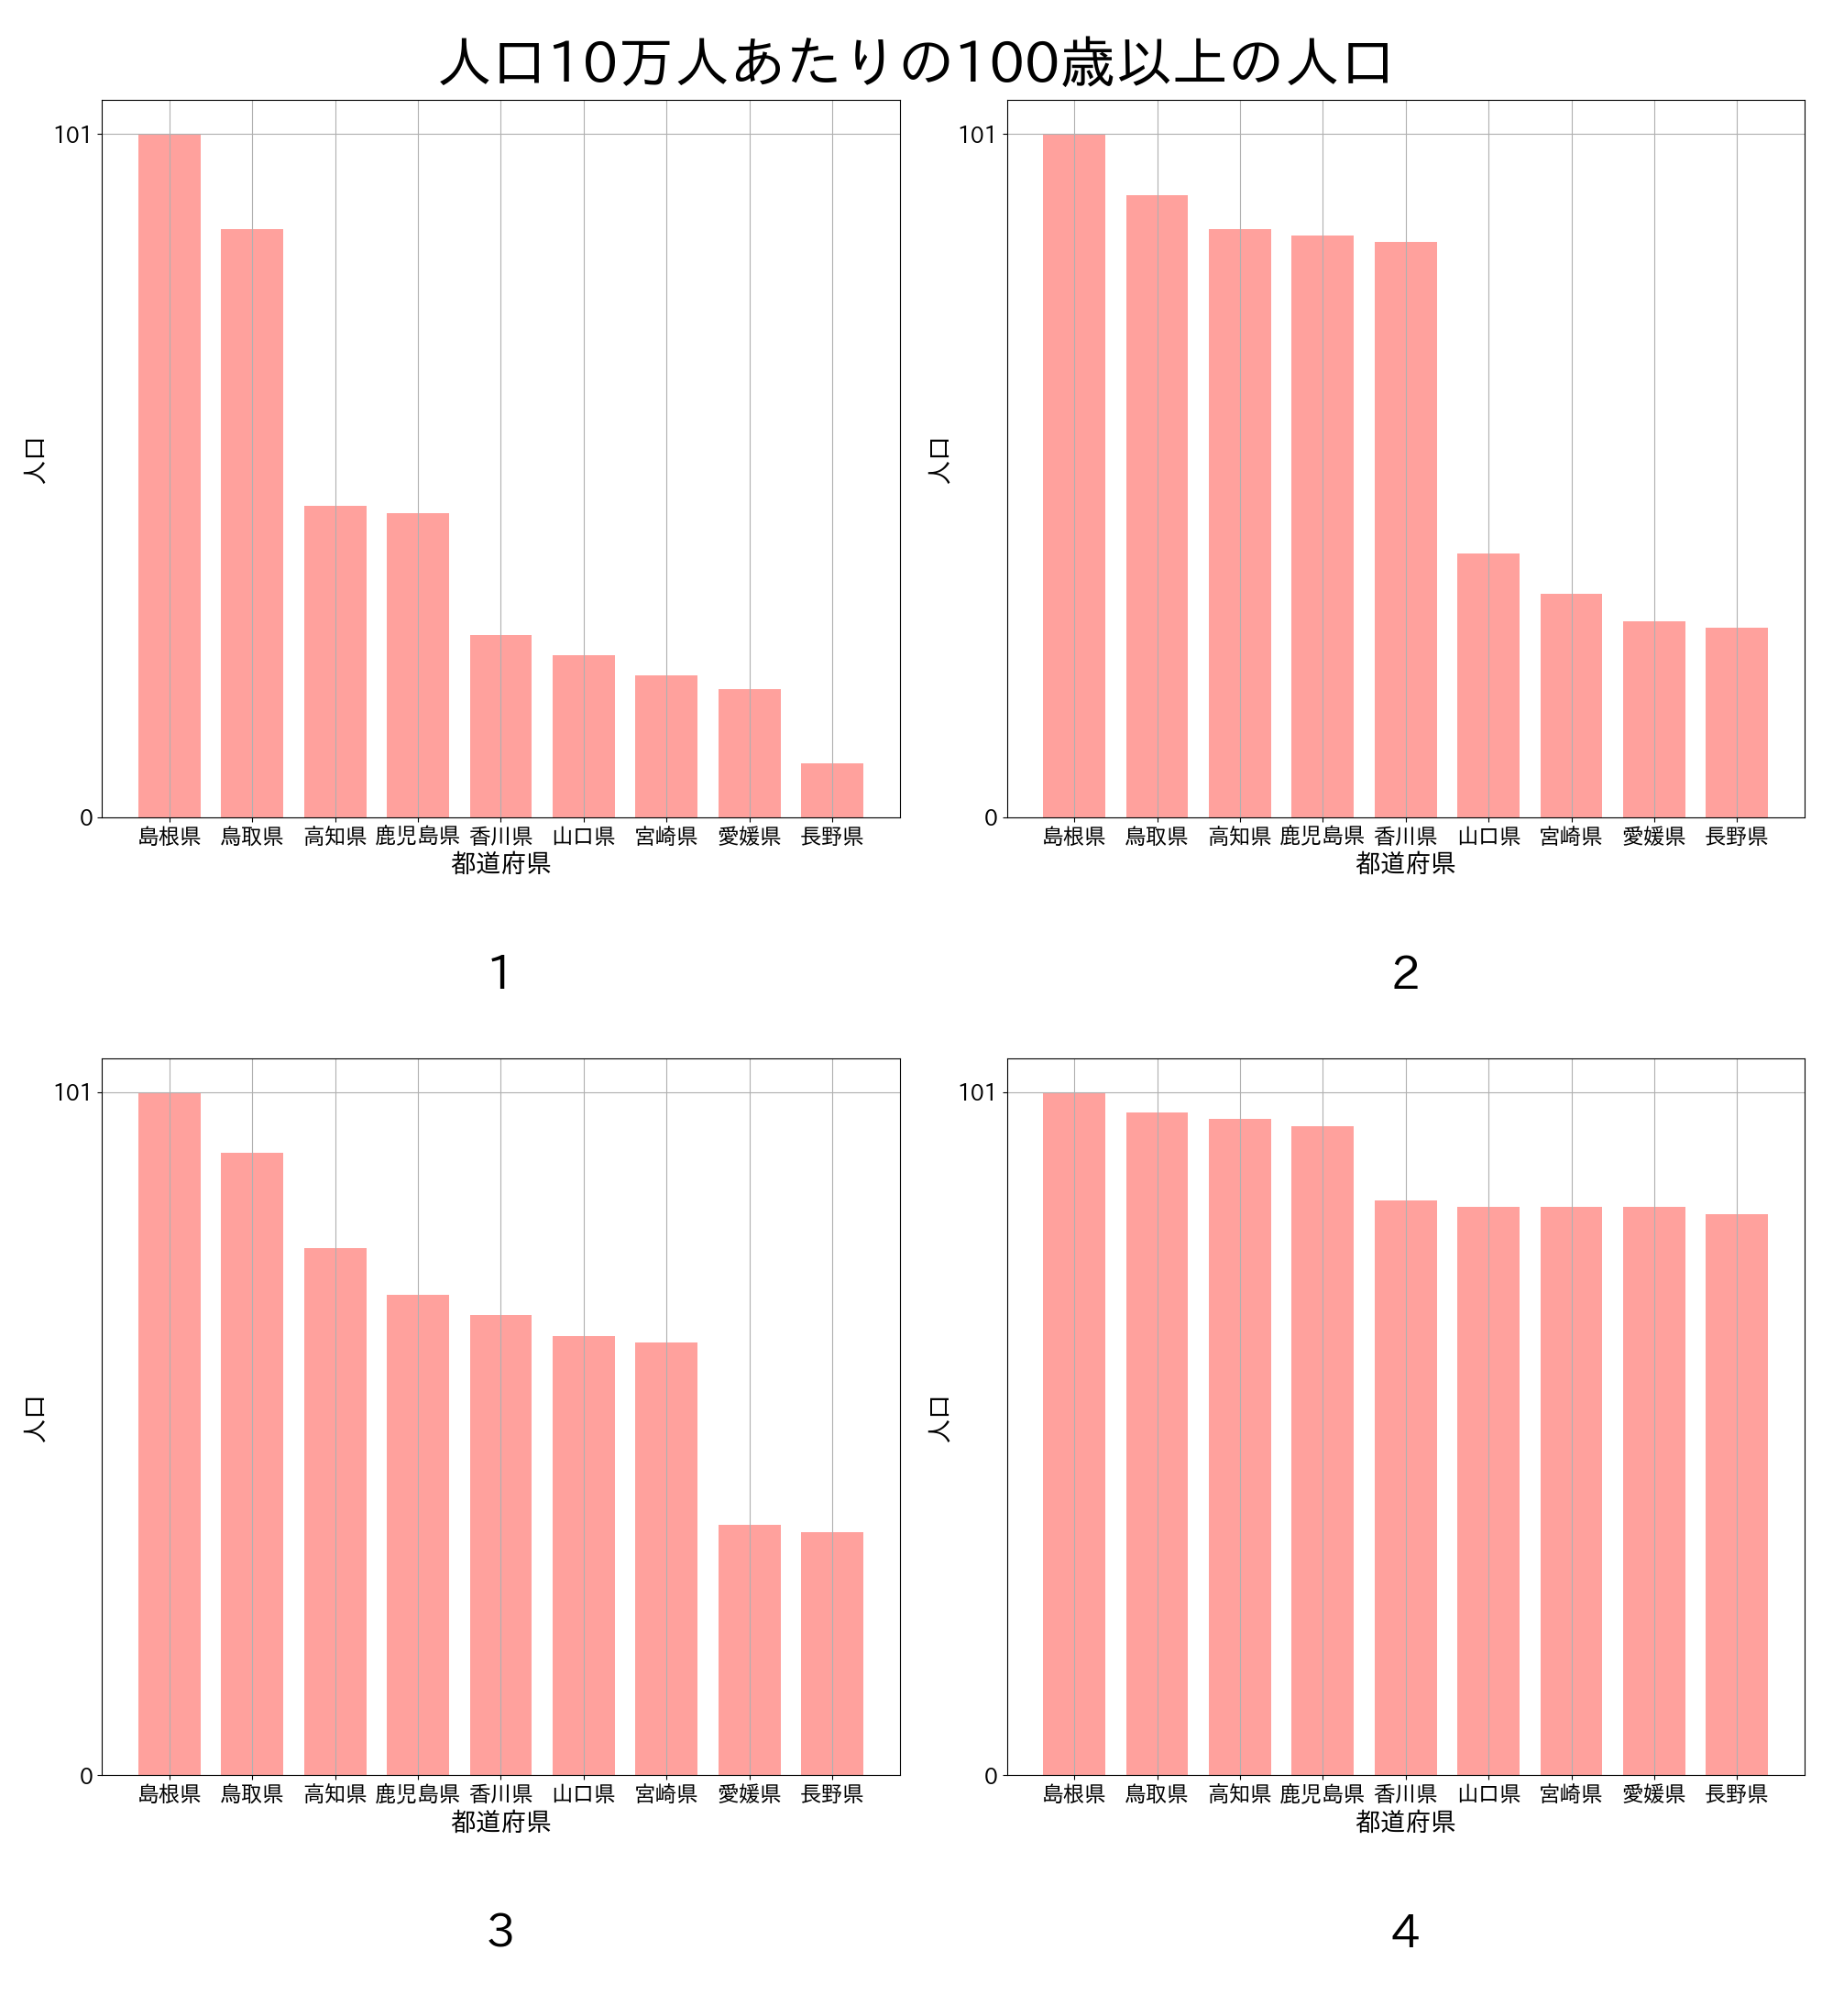 人口10万人あたりの100歳以上の人口
101
0
人口
島根県 鳥取県 高知県 鹿児島県 香川県 山口県 宮崎県 愛媛県 長野県
都道府県
1
101
0
人口
島根県 鳥取県 高知県 鹿児島県 香川県 山口県 宮崎県 愛媛県 長野県
都道府県
2
101
0
人口
島根県 鳥取県 高知県 鹿児島県 香川県 山口県 宮崎県 愛媛県 長野県
都道府県
3
101
0
人口
島根県 鳥取県 高知県 鹿児島県 香川県 山口県 宮崎県 愛媛県 長野県
都道府県
4